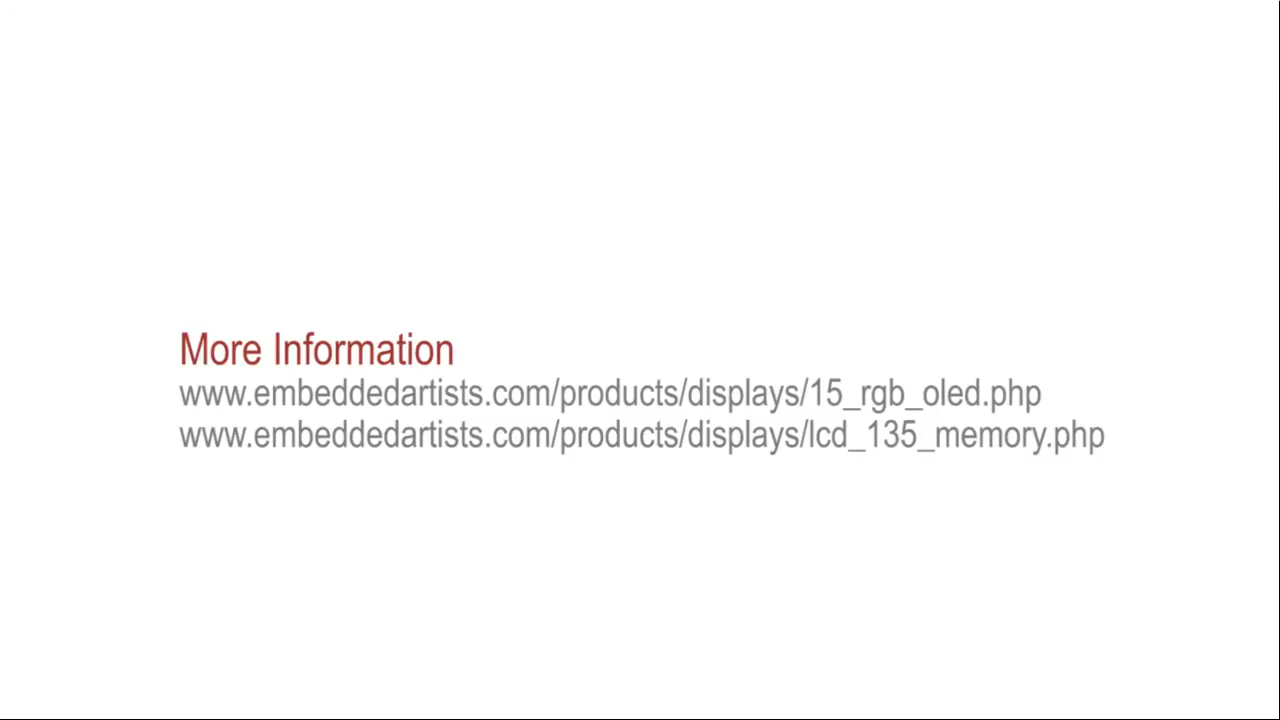 More Information
www.embeddedartists.com/products/displays/15_rgb_oled.php
www.embeddedartists.com/products/displays/lcd_135_memory.php